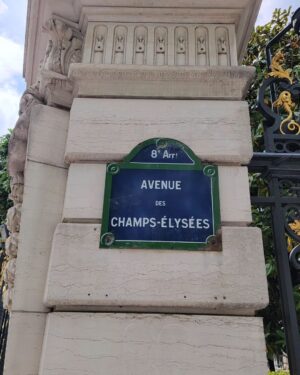 8ᵉ Arrᵗ
AVENUE
DES
CHAMPS-ÉLYSÉES